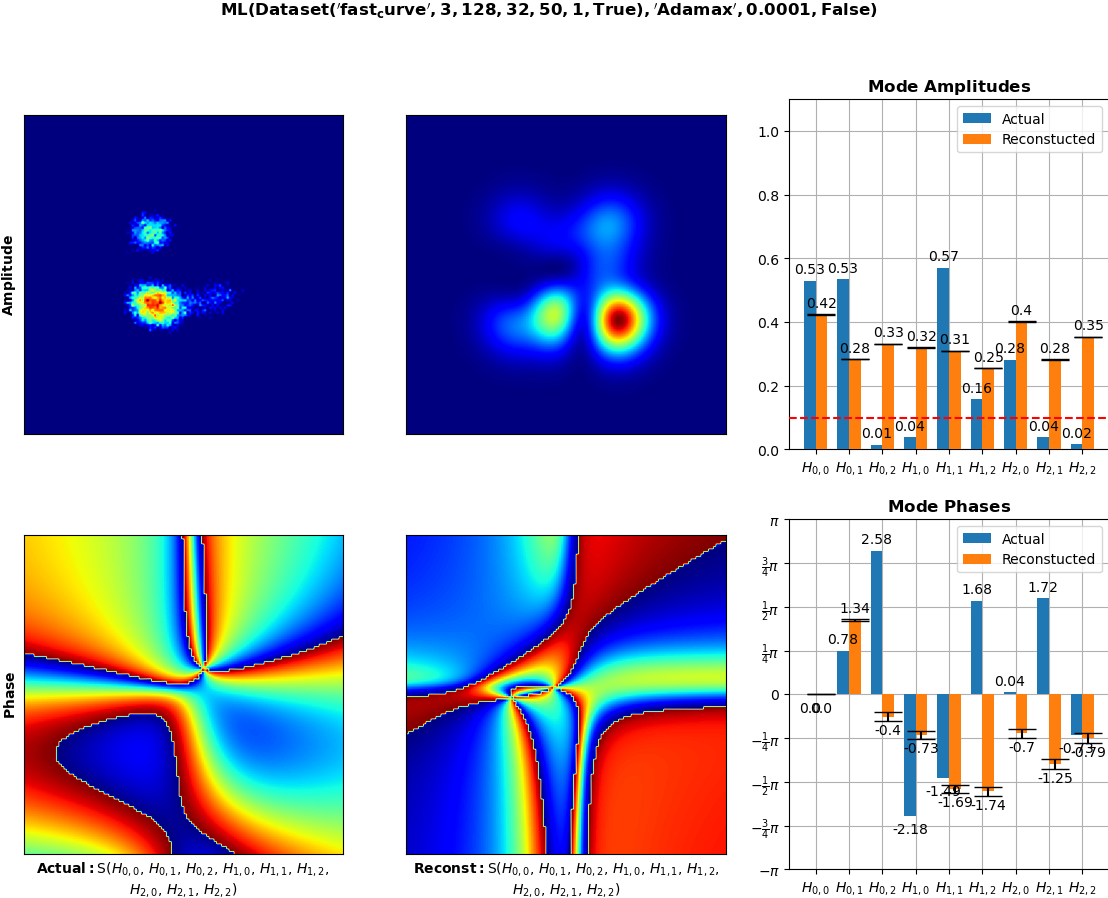 ML(Dataset(′fast_curve′, 3, 128, 32, 50, 1, True), ′Adamax′, 0.0001, False)
Amplitude
Mode Amplitudes
Actual
Reconstucted
1.0
0.8
0.6
0.4
0.2
0.0
0.53
0.42
0.53
0.28
0.01
0.33
0.04
0.32
0.57
0.31
0.16
0.25
0.28
0.4
0.04
0.28
0.02
0.35
H0,0 H0,1 H0,2 H1,0 H1,1 H1,2 H2,0 H2,1 H2,2
Phase
Actual: S(H0,0, H0,1, H0,2, H1,0, H1,1, H1,2,
H2,0, H2,1, H2,2)
Reconst: S(H0,0, H0,1, H0,2, H1,0, H1,1, H1,2,
H2,0, H2,1, H2,2)
Mode Phases
Actual
Reconstucted
π
3/4π
1/2π
1/4π
0
−1/4π
−1/2π
−3/4π
−π
0.0
0.0
0.78
1.34
2.58
-0.4
-2.18
-0.73
-1.49
-1.69
1.68
-1.74
0.04
-0.7
1.72
-1.25
-0.79
H0,0 H0,1 H0,2 H1,0 H1,1 H1,2 H2,0 H2,1 H2,2